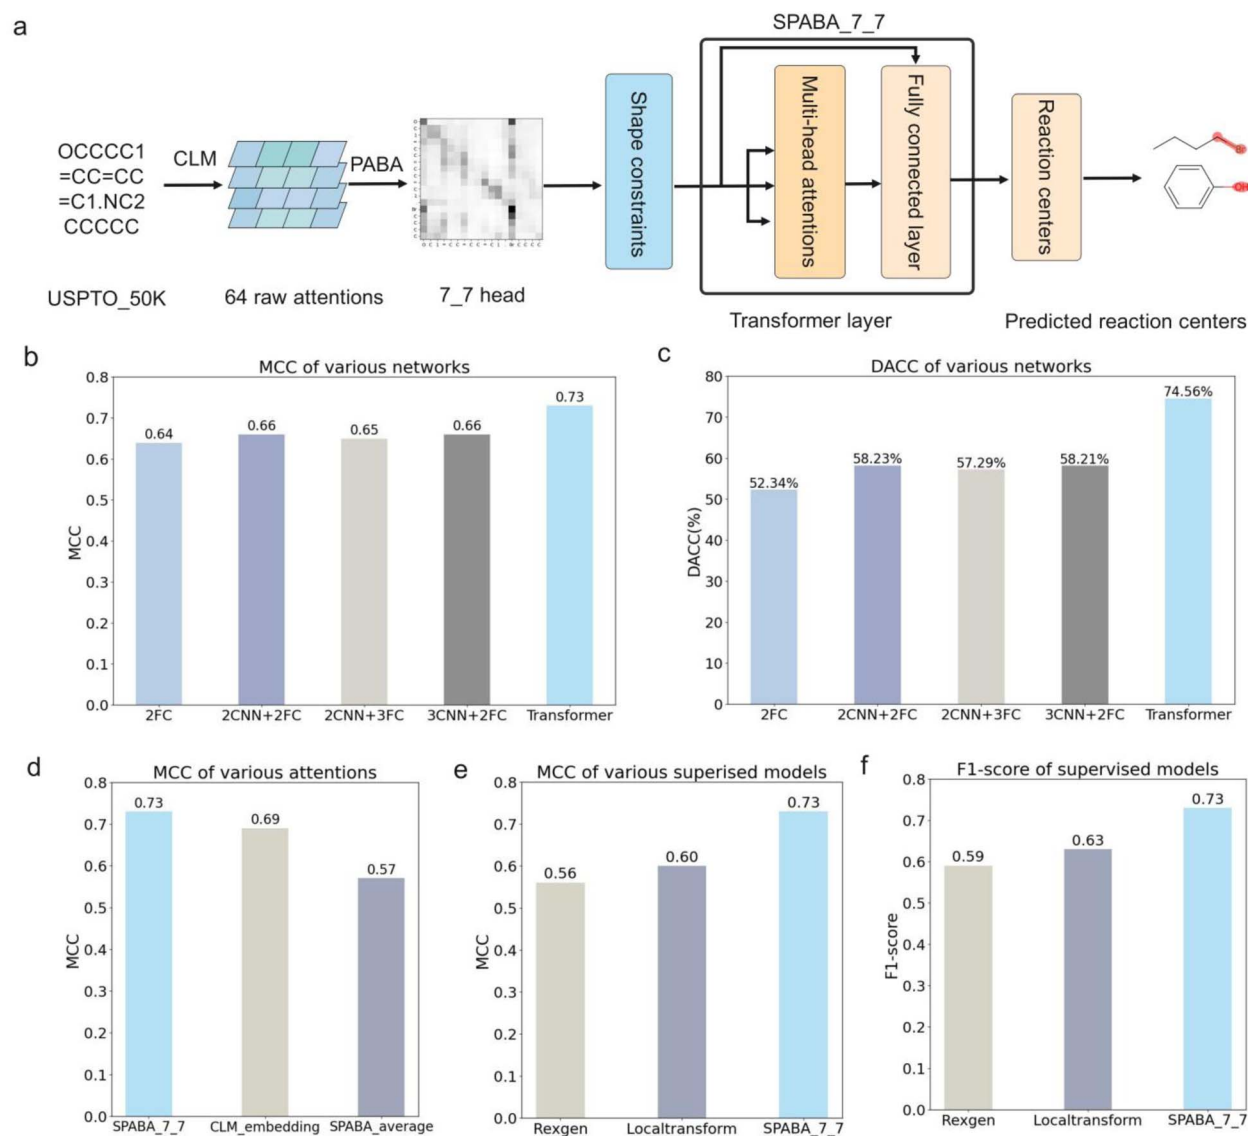 a
SPABA_7_7
OCCCC1
=CC=CC
=C1.NC2
CCCCC
CLM
PABA
Shape constraints
Multi-head attentions
Fully connected layer
Reaction centers
OH
USPTO_50K
64 raw attentions
7_7 head
Transformer layer
Predicted reaction centers
b
MCC of various networks
MCC
0.8
0.7
0.6
0.5
0.4
0.3
0.2
0.1
0.0
0.64
0.66
0.65
0.66
0.73
2FC
2CNN+2FC
2CNN+3FC
3CNN+2FC
Transformer
c
DACC of various networks
DACC(%)
80
70
60
50
40
30
20
10
0
52.34%
58.23%
57.29%
58.21%
74.56%
2FC
2CNN+2FC
2CNN+3FC
3CNN+2FC
Transformer
d
MCC of various attentions
MCC
0.8
0.7
0.6
0.5
0.4
0.3
0.2
0.1
0.0
0.73
0.69
0.57
SPABA_7_7
CLM_embedding
SPABA_average
e
MCC of various superised models
MCC
0.8
0.7
0.6
0.5
0.4
0.3
0.2
0.1
0.0
0.56
0.60
0.73
Rexgen
Localtransform
SPABA_7_7
f
F1-score of supervised models
F1-score
0.8
0.7
0.6
0.5
0.4
0.3
0.2
0.1
0.0
0.59
0.63
0.73
Rexgen
Localtransform
SPABA_7_7